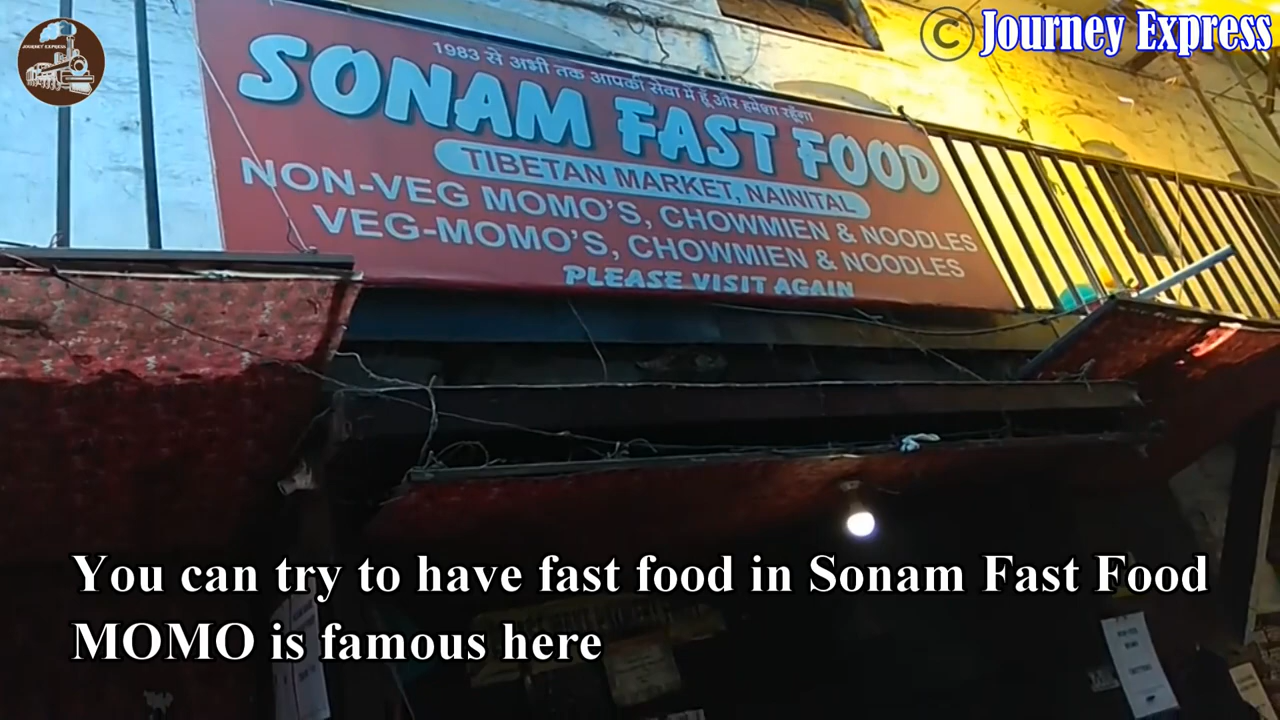 JOURNEY EXPRESS
© Journey Express
1983 से अभी तक आपकी सेवा में हूँ और हमेशा रहूँगा
SONAM FAST FOOD
TIBETAN MARKET, NAINITAL
NON-VEG MOMO'S, CHOWMIEN & NOODLES
VEG-MOMO'S, CHOWMIEN & NOODLES
PLEASE VISIT AGAIN
You can try to have fast food in Sonam Fast Food
MOMO is famous here